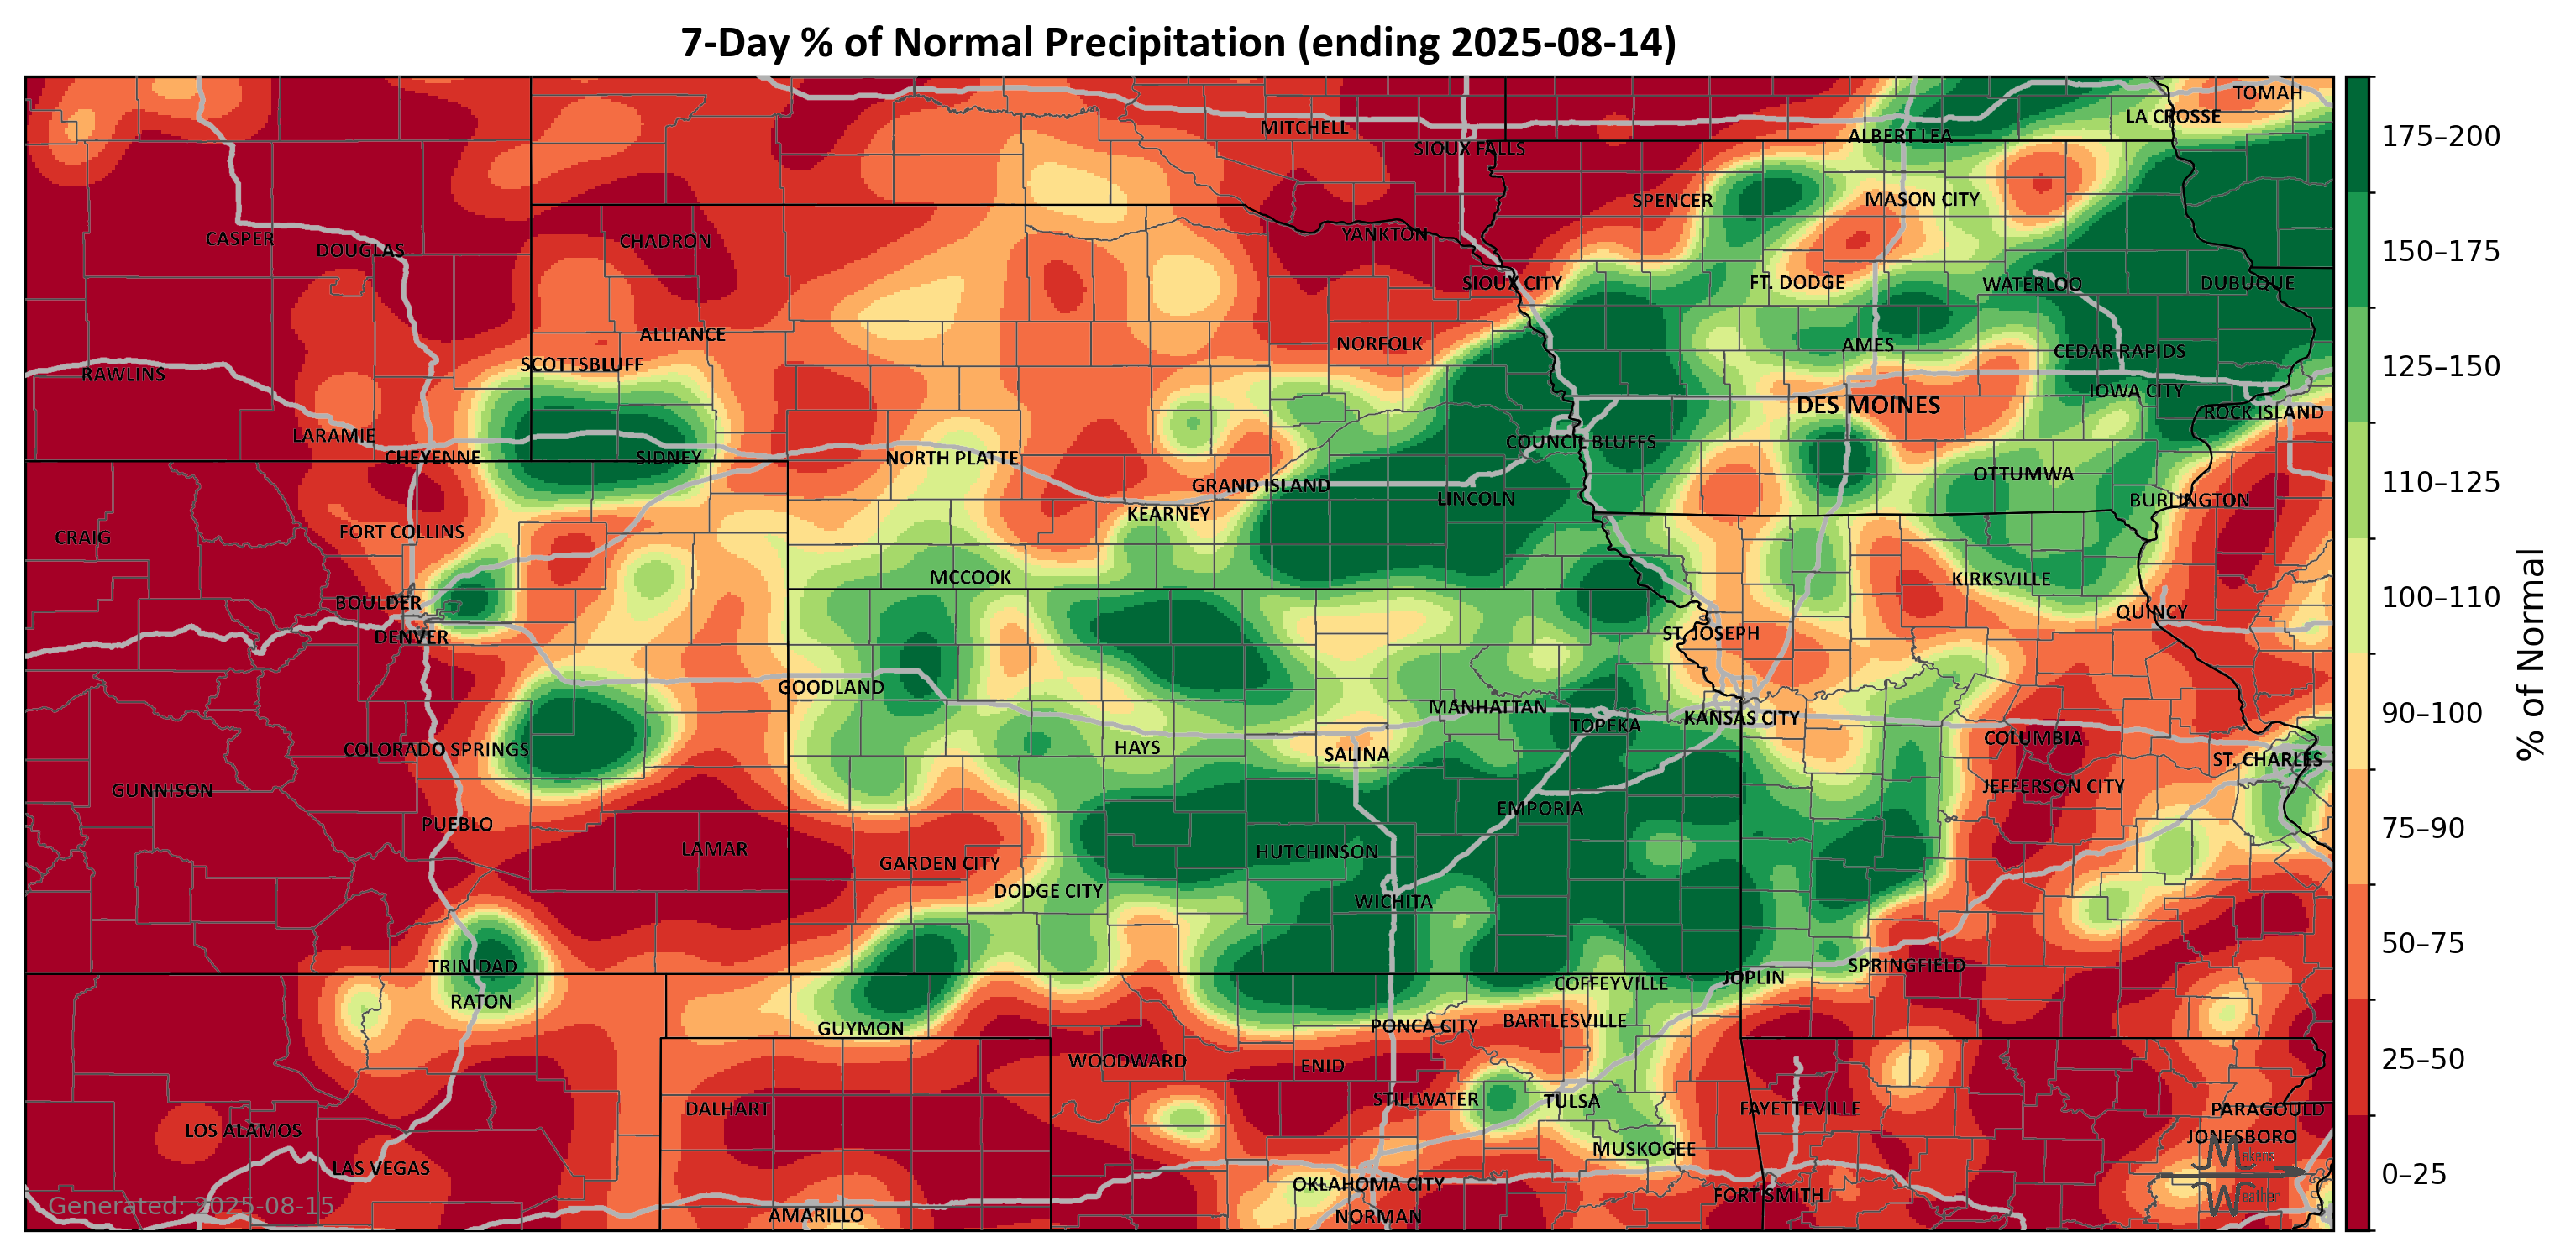 7-Day % of Normal Precipitation (ending 2025-08-14)
TOMAH
LA CROSSE
MITCHELL
ALBERT LEA
SIOUX FALLS
SPENCER
MASON CITY
YANKTON
CASPER
DOUGLAS
CHADRON
SIOUX CITY
FT. DODGE
WATERLOO
DUBUQUE
ALLIANCE
NORFOLK
AMES
CEDAR RAPIDS
SCOTTSBLUFF
RAWLINS
IOWA CITY
DES MOINES
ROCK ISLAND
LARAMIE
COUNCIL BLUFFS
CHEYENNE
SIDNEY
NORTH PLATTE
OTTUMWA
GRAND ISLAND
LINCOLN
BURLINGTON
KEARNEY
FORT COLLINS
CRAIG
MCCOOK
KIRKSVILLE
BOULDER
QUINCY
DENVER
ST. JOSEPH
GOODLAND
MANHATTAN
TOPEKA
KANSAS CITY
COLORADO SPRINGS
HAYS
SALINA
COLUMBIA
ST. CHARLES
GUNNISON
JEFFERSON CITY
EMPORIA
PUEBLO
LAMAR
GARDEN CITY
HUTCHINSON
DODGE CITY
WICHITA
TRINIDAD
SPRINGFIELD
RATON
COFFEYVILLE
JOPLIN
GUYMON
PONCA CITY
BARTLESVILLE
WOODWARD
ENID
DALHART
STILLWATER
TULSA
FAYETTEVILLE
PARAGOULD
LOS ALAMOS
JONESBORO
MUSKOGEE
LAS VEGAS
OKLAHOMA CITY
FORT SMITH
AMARILLO
NORMAN
Generated: 2025-08-15
Weather
175–200
150–175
125–150
110–125
100–110
90–100
75–90
50–75
25–50
0–25
% of Normal